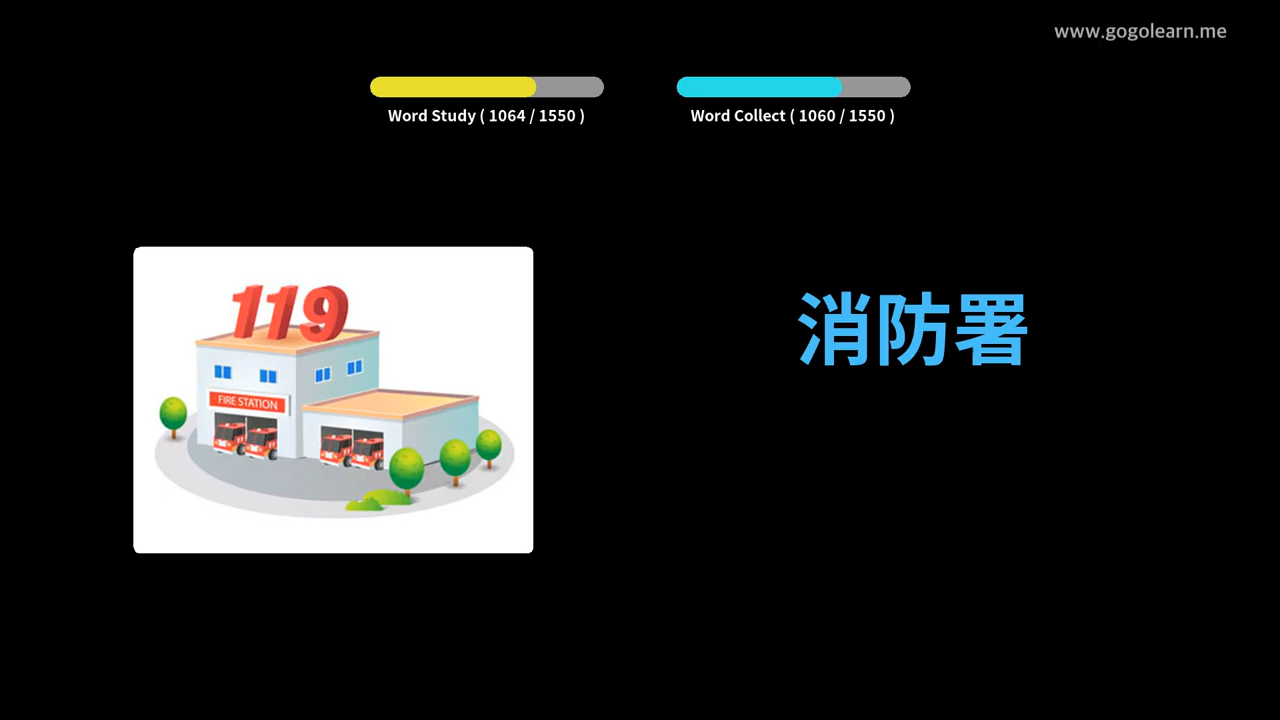 www.gogolearn.me
Word Study ( 1064 / 1550 )
Word Collect ( 1060 / 1550 )
119
FIRE STATION
消防署